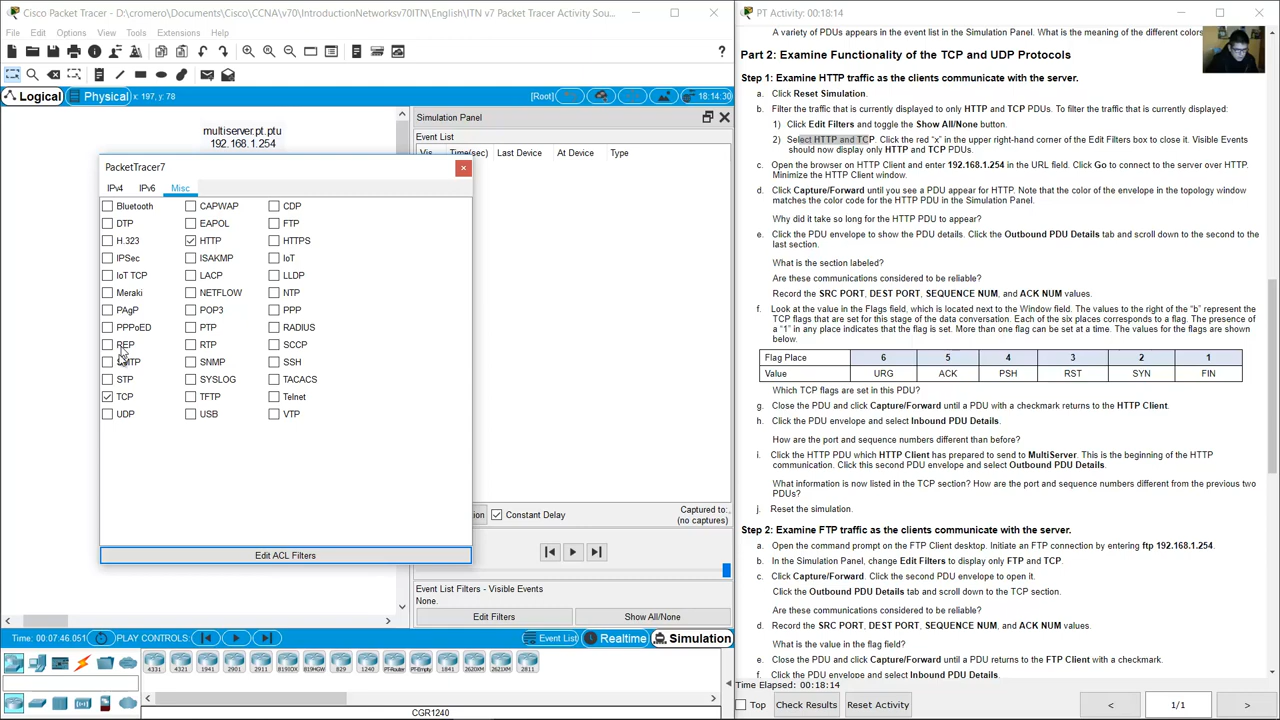 Cisco Packet Tracer - D:\cromero\Documents\Cisco\CCNA\v70\IntroductionNetworksv70ITN\English\ITN v7 Packet Tracer Activity Sou...
File Edit Options View Tools Extensions Help
Logical Physical x: 197, y: 78 [Root] 18:14:30
multiserver.pt.ptu
192.168.1.254
PacketTracer7
IPv4 IPv6 Misc
Bluetooth CAPWAP CDP
DTP EAPOL FTP
H.323 HTTP HTTPS
IPSec ISAKMP IoT
IoT TCP LACP LLDP
Meraki NETFLOW NTP
PAgP POP3 PPP
PPPoED PTP RADIUS
REP RTP SCCP
SMTP SNMP SSH
STP SYSLOG TACACS
TCP TFTP Telnet
UDP USB VTP
Edit ACL Filters
Simulation Panel
Event List
Vis. Time(sec) Last Device At Device Type
Constant Delay
Captured to:
(no captures)
Event List Filters - Visible Events
None.
Edit Filters Show All/None
Time: 00:07:46.051 PLAY CONTROLS: Event List Realtime Simulation
4331 4321 1941 2901 2911 819IOX 819HGW 829 1240 PT-Router PT-Empty 1841 2620XM 2621XM 2811
CGR1240
PT Activity: 00:18:14
A variety of PDUs appears in the event list in the Simulation Panel. What is the meaning of the different colors
Part 2: Examine Functionality of the TCP and UDP Protocols
Step 1: Examine HTTP traffic as the clients communicate with the server.
a. Click Reset Simulation.
b. Filter the traffic that is currently displayed to only HTTP and TCP PDUs. To filter the traffic that is currently displayed:
1) Click Edit Filters and toggle the Show All/None button.
2) Select HTTP and TCP. Click the red “x” in the upper right-hand corner of the Edit Filters box to close it. Visible Events
should now display only HTTP and TCP PDUs.
c. Open the browser on HTTP Client and enter 192.168.1.254 in the URL field. Click Go to connect to the server over HTTP.
Minimize the HTTP Client window.
d. Click Capture/Forward until you see a PDU appear for HTTP. Note that the color of the envelope in the topology window
matches the color code for the HTTP PDU in the Simulation Panel.
Why did it take so long for the HTTP PDU to appear?
e. Click the PDU envelope to show the PDU details. Click the Outbound PDU Details tab and scroll down to the second to the
last section.
What is the section labeled?
Are these communications considered to be reliable?
Record the SRC PORT, DEST PORT, SEQUENCE NUM, and ACK NUM values.
f. Look at the value in the Flags field, which is located next to the Window field. The values to the right of the “b” represent the
TCP flags that are set for this stage of the data conversation. Each of the six places corresponds to a flag. The presence of
a “1” in any place indicates that the flag is set. More than one flag can be set at a time. The values for the flags are shown
below.
Flag Place 6 5 4 3 2 1
Value URG ACK PSH RST SYN FIN
Which TCP flags are set in this PDU?
g. Close the PDU and click Capture/Forward until a PDU with a checkmark returns to the HTTP Client.
h. Click the PDU envelope and select Inbound PDU Details.
How are the port and sequence numbers different than before?
i. Click the HTTP PDU which HTTP Client has prepared to send to MultiServer. This is the beginning of the HTTP
communication. Click this second PDU envelope and select Outbound PDU Details.
What information is now listed in the TCP section? How are the port and sequence numbers different from the previous two
PDUs?
j. Reset the simulation.
Step 2: Examine FTP traffic as the clients communicate with the server.
a. Open the command prompt on the FTP Client desktop. Initiate an FTP connection by entering ftp 192.168.1.254.
b. In the Simulation Panel, change Edit Filters to display only FTP and TCP.
c. Click Capture/Forward. Click the second PDU envelope to open it.
Click the Outbound PDU Details tab and scroll down to the TCP section.
Are these communications considered to be reliable?
d. Record the SRC PORT, DEST PORT, SEQUENCE NUM, and ACK NUM values.
What is the value in the flag field?
e. Close the PDU and click Capture/Forward until a PDU returns to the FTP Client with a checkmark.
f. Click the PDU envelope and select Inbound PDU Details.
Time Elapsed: 00:18:14
Top Check Results Reset Activity < 1/1 >